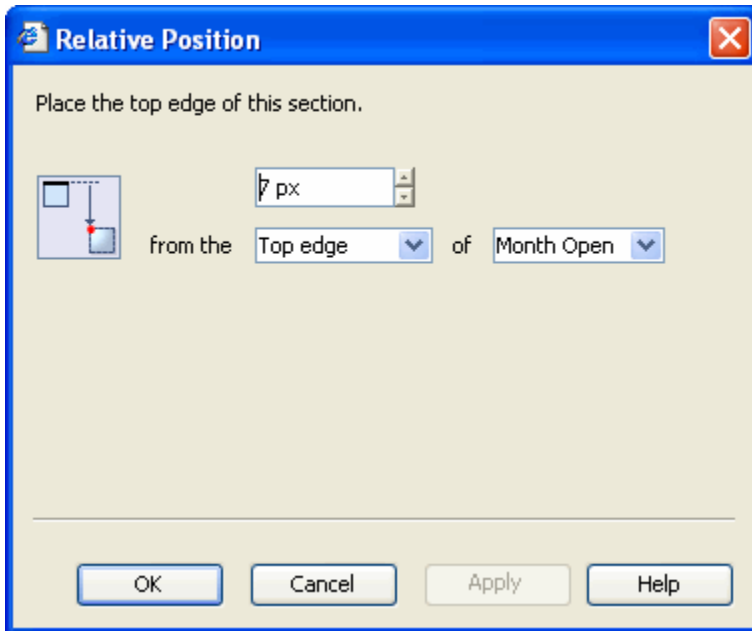 Relative Position
Place the top edge of this section.
7 px
from the Top edge of Month Open
OK Cancel Apply Help